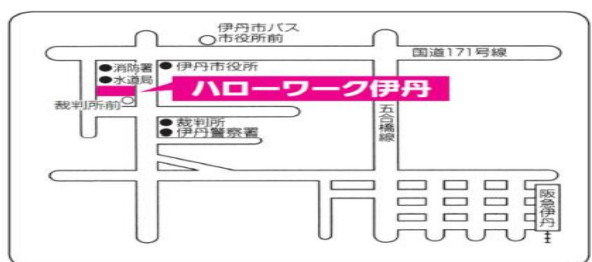 伊丹市バス
市役所前
国道171号線
消防署
水道局
伊丹市役所
ハローワーク伊丹
裁判所前
裁判所
伊丹警察署
五合橋線
阪急伊丹